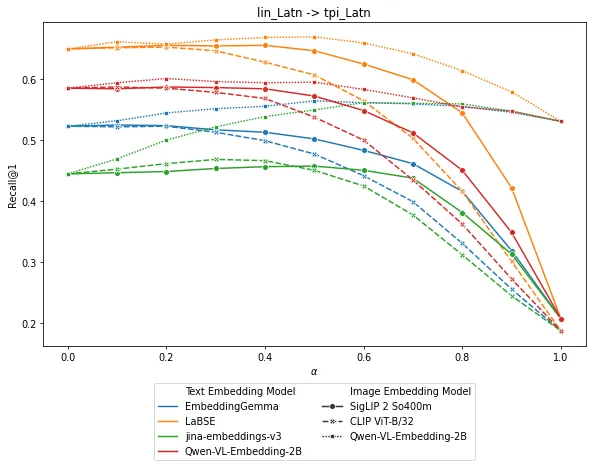 lin_Latn -> tpi_Latn
Recall@1
0.6
0.5
0.4
0.3
0.2
0.0 0.2 0.4 0.6 0.8 1.0
α
Text Embedding Model
EmbeddingGemma
LaBSE
jina-embeddings-v3
Qwen-VL-Embedding-2B
Image Embedding Model
SigLIP 2 So400m
CLIP ViT-B/32
Qwen-VL-Embedding-2B